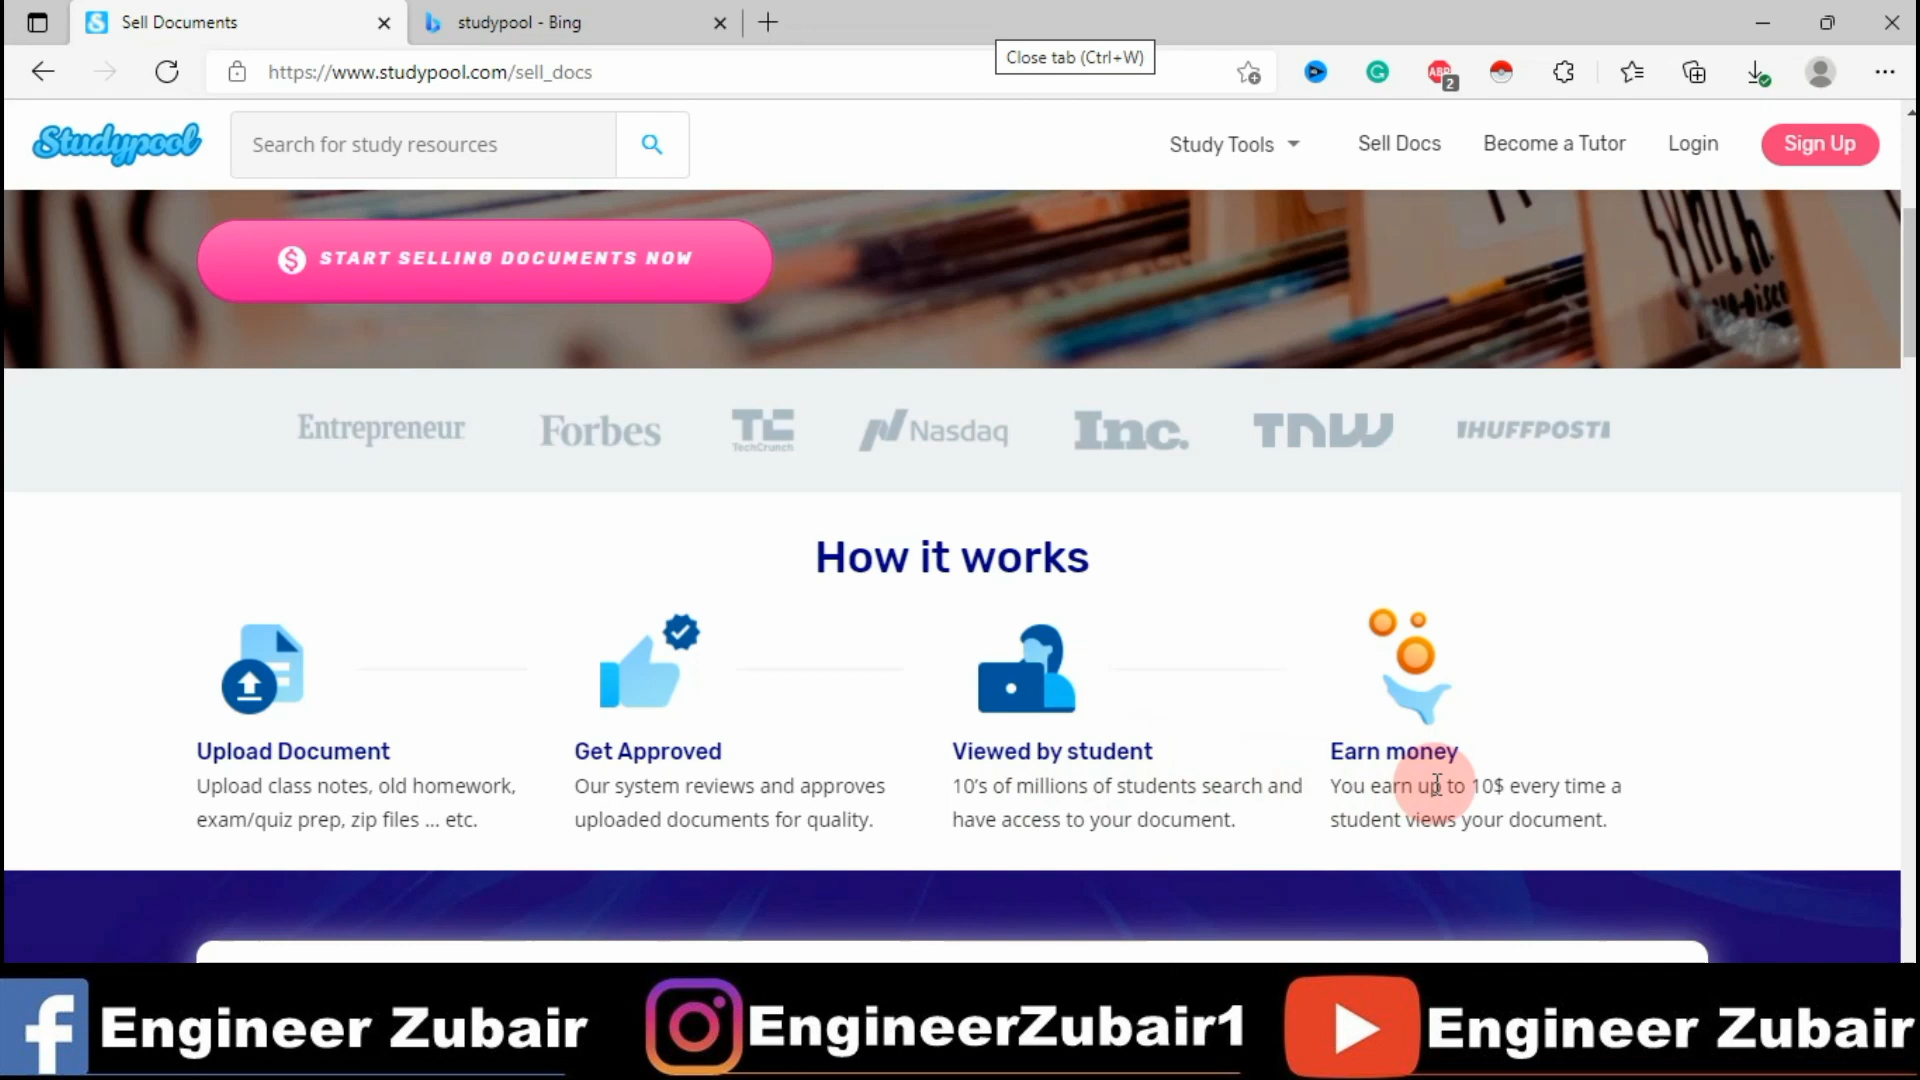 Sell Documents
studypool - Bing
Close tab (Ctrl+W)
https://www.studypool.com/sell_docs
ABP
2
Studypool
Search for study resources
Study Tools
Sell Docs
Become a Tutor
Login
Sign Up
START SELLING DOCUMENTS NOW
Entrepreneur
Forbes
TC
TechCrunch
Nasdaq
Inc.
TNW
HUFFPOST
How it works
Upload Document
Upload class notes, old homework,
exam/quiz prep, zip files ... etc.
Get Approved
Our system reviews and approves
uploaded documents for quality.
Viewed by student
10's of millions of students search and
have access to your document.
Earn money
You earn up to 10$ every time a
student views your document.
Engineer Zubair
EngineerZubair1
Engineer Zubair